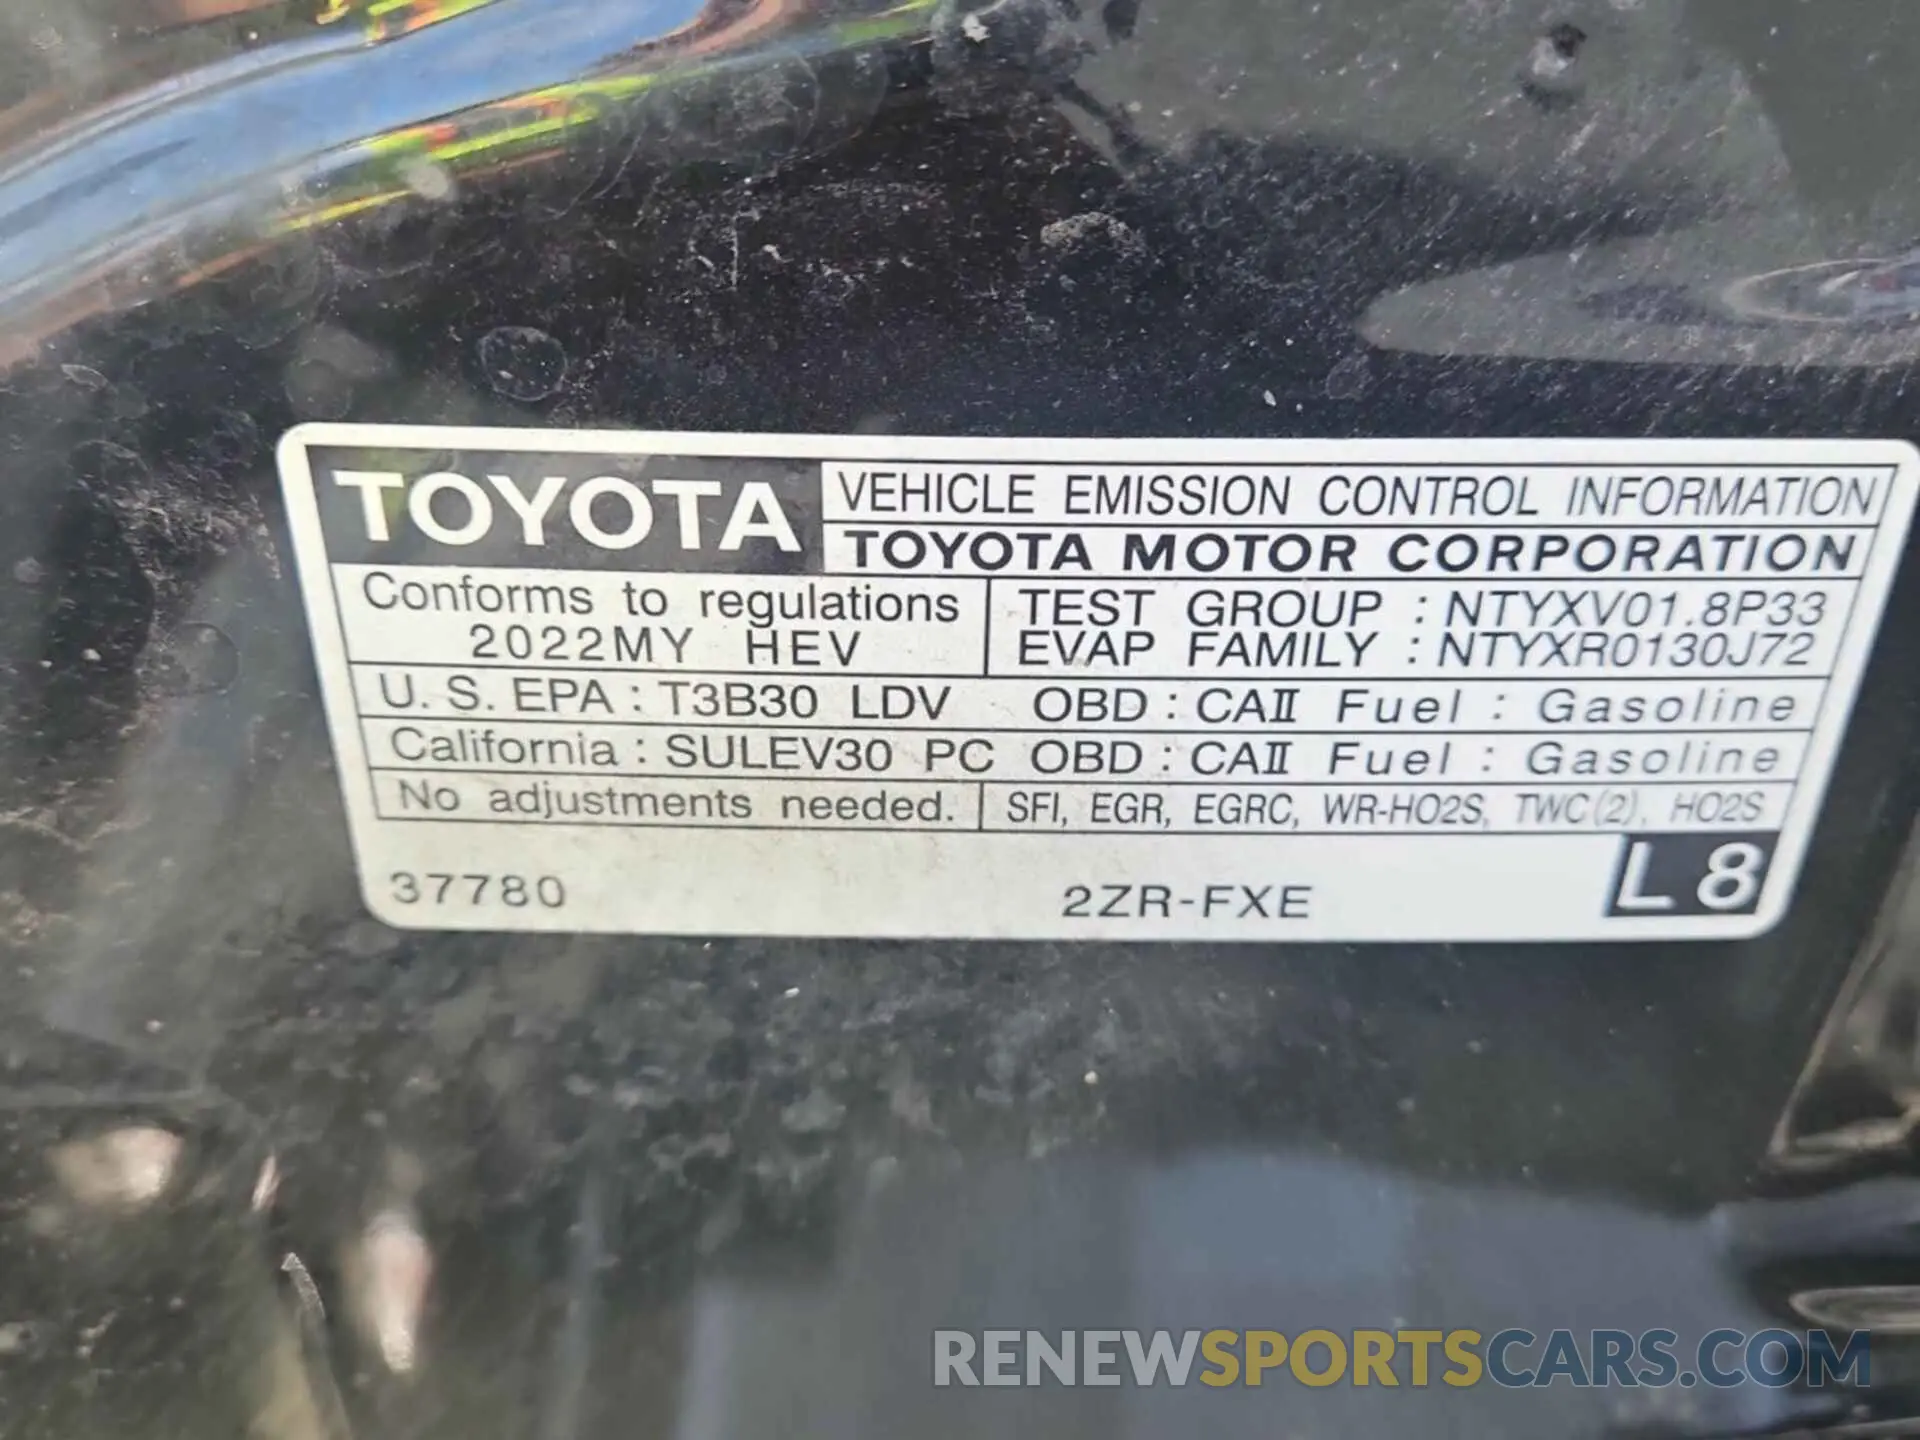 TOYOTA VEHICLE EMISSION CONTROL INFORMATION
TOYOTA MOTOR CORPORATION
Conforms to regulations TEST GROUP : NTYXV01.8P33
2022MY HEV EVAP FAMILY : NTYXR0130J72
U. S. EPA : T3B30 LDV OBD : CAⅡ Fuel : Gasoline
California : SULEV30 PC OBD : CAⅡ Fuel : Gasoline
No adjustments needed. SFI, EGR, EGRC, WR-HO2S, TWC(2), HO2S
37780 2ZR-FXE L8
RENEWSPORTSCARS.COM